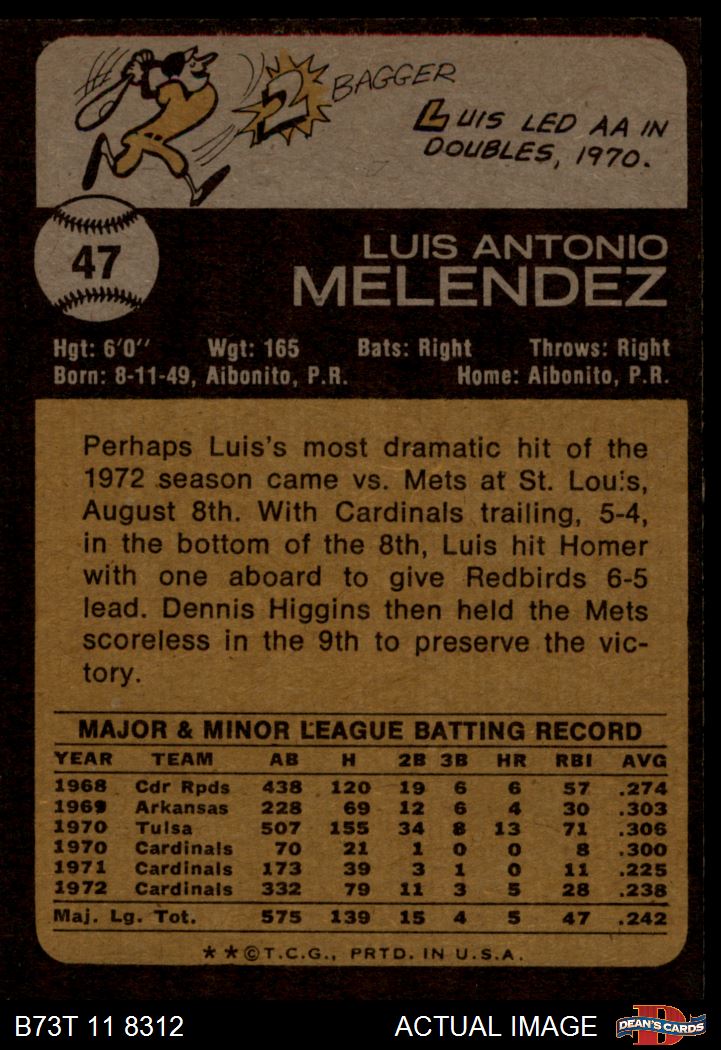 2 BAGGER
LUIS LED AA IN
DOUBLES, 1970.
47
LUIS ANTONIO
MELENDEZ
Hgt: 6'0'' Wgt: 165 Bats: Right Throws: Right
Born: 8-11-49, Aibonito, P.R. Home: Aibonito, P.R.
Perhaps Luis's most dramatic hit of the
1972 season came vs. Mets at St. Louis,
August 8th. With Cardinals trailing, 5-4,
in the bottom of the 8th, Luis hit Homer
with one aboard to give Redbirds 6-5
lead. Dennis Higgins then held the Mets
scoreless in the 9th to preserve the vic-
tory.
MAJOR & MINOR LEAGUE BATTING RECORD
YEAR TEAM AB H 2B 3B HR RBI AVG
1968 Cdr Rpds 438 120 19 6 6 57 .274
1969 Arkansas 228 69 12 6 4 30 .303
1970 Tulsa 507 155 34 8 13 71 .306
1970 Cardinals 70 21 1 0 0 8 .300
1971 Cardinals 173 39 3 1 0 11 .225
1972 Cardinals 332 79 11 3 5 28 .238
Maj. Lg. Tot. 575 139 15 4 5 47 .242
**©T.C.G., PRTD. IN U.S.A.
B73T 11 8312 ACTUAL IMAGE D DEAN'S CARDS